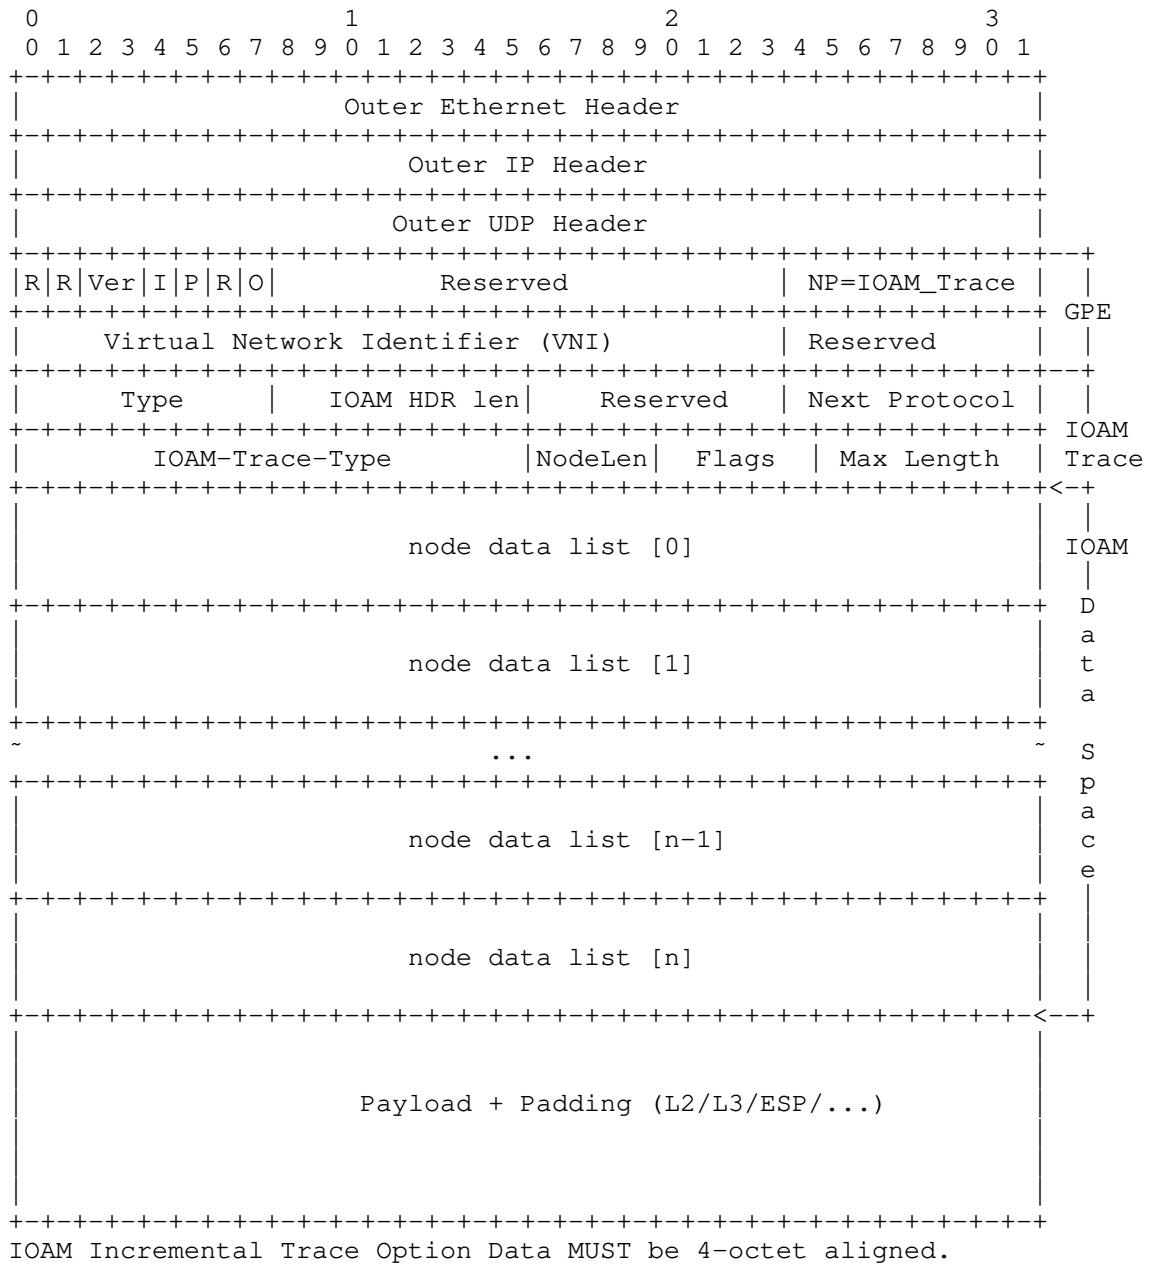 0                   1                   2                   3
 0 1 2 3 4 5 6 7 8 9 0 1 2 3 4 5 6 7 8 9 0 1 2 3 4 5 6 7 8 9 0 1
+-+-+-+-+-+-+-+-+-+-+-+-+-+-+-+-+-+-+-+-+-+-+-+-+-+-+-+-+-+-+-+-+
|                    Outer Ethernet Header                      |
+-+-+-+-+-+-+-+-+-+-+-+-+-+-+-+-+-+-+-+-+-+-+-+-+-+-+-+-+-+-+-+-+
|                        Outer IP Header                        |
+-+-+-+-+-+-+-+-+-+-+-+-+-+-+-+-+-+-+-+-+-+-+-+-+-+-+-+-+-+-+-+-+
|                       Outer UDP Header                        |
+-+-+-+-+-+-+-+-+-+-+-+-+-+-+-+-+-+-+-+-+-+-+-+-+-+-+-+-+-+-+-+-+--+
|R|R|Ver|I|P|R|O|          Reserved             | NP=IOAM_Trace |  |
+-+-+-+-+-+-+-+-+-+-+-+-+-+-+-+-+-+-+-+-+-+-+-+-+-+-+-+-+-+-+-+-+ GPE
|     Virtual Network Identifier (VNI)          | Reserved      |  |
+-+-+-+-+-+-+-+-+-+-+-+-+-+-+-+-+-+-+-+-+-+-+-+-+-+-+-+-+-+-+-+-+--+
|      Type     |   IOAM HDR len|    Reserved   | Next Protocol |  |
+-+-+-+-+-+-+-+-+-+-+-+-+-+-+-+-+-+-+-+-+-+-+-+-+-+-+-+-+-+-+-+-+ IOAM
|        IOAM-Trace-Type        |NodeLen|  Flags  | Max Length  | Trace
+-+-+-+-+-+-+-+-+-+-+-+-+-+-+-+-+-+-+-+-+-+-+-+-+-+-+-+-+-+-+-+-+<-+
|                                                               |  |
|                        node data list [0]                     | IOAM
|                                                               |  |
+-+-+-+-+-+-+-+-+-+-+-+-+-+-+-+-+-+-+-+-+-+-+-+-+-+-+-+-+-+-+-+-+  D
|                                                               |  a
|                        node data list [1]                     |  t
|                                                               |  a
+-+-+-+-+-+-+-+-+-+-+-+-+-+-+-+-+-+-+-+-+-+-+-+-+-+-+-+-+-+-+-+-+
~                             ...                               ~  S
+-+-+-+-+-+-+-+-+-+-+-+-+-+-+-+-+-+-+-+-+-+-+-+-+-+-+-+-+-+-+-+-+  p
|                                                               |  a
|                        node data list [n-1]                   |  c
|                                                               |  e
+-+-+-+-+-+-+-+-+-+-+-+-+-+-+-+-+-+-+-+-+-+-+-+-+-+-+-+-+-+-+-+-+  |
|                                                               |  |
|                        node data list [n]                     |  |
|                                                               |  |
+-+-+-+-+-+-+-+-+-+-+-+-+-+-+-+-+-+-+-+-+-+-+-+-+-+-+-+-+-+-+-+-<--+
|                                                               |
|                                                               |
|                     Payload + Padding (L2/L3/ESP/...)         |
|                                                               |
|                                                               |
|                                                               |
+-+-+-+-+-+-+-+-+-+-+-+-+-+-+-+-+-+-+-+-+-+-+-+-+-+-+-+-+-+-+-+-+
IOAM Incremental Trace Option Data MUST be 4-octet aligned.